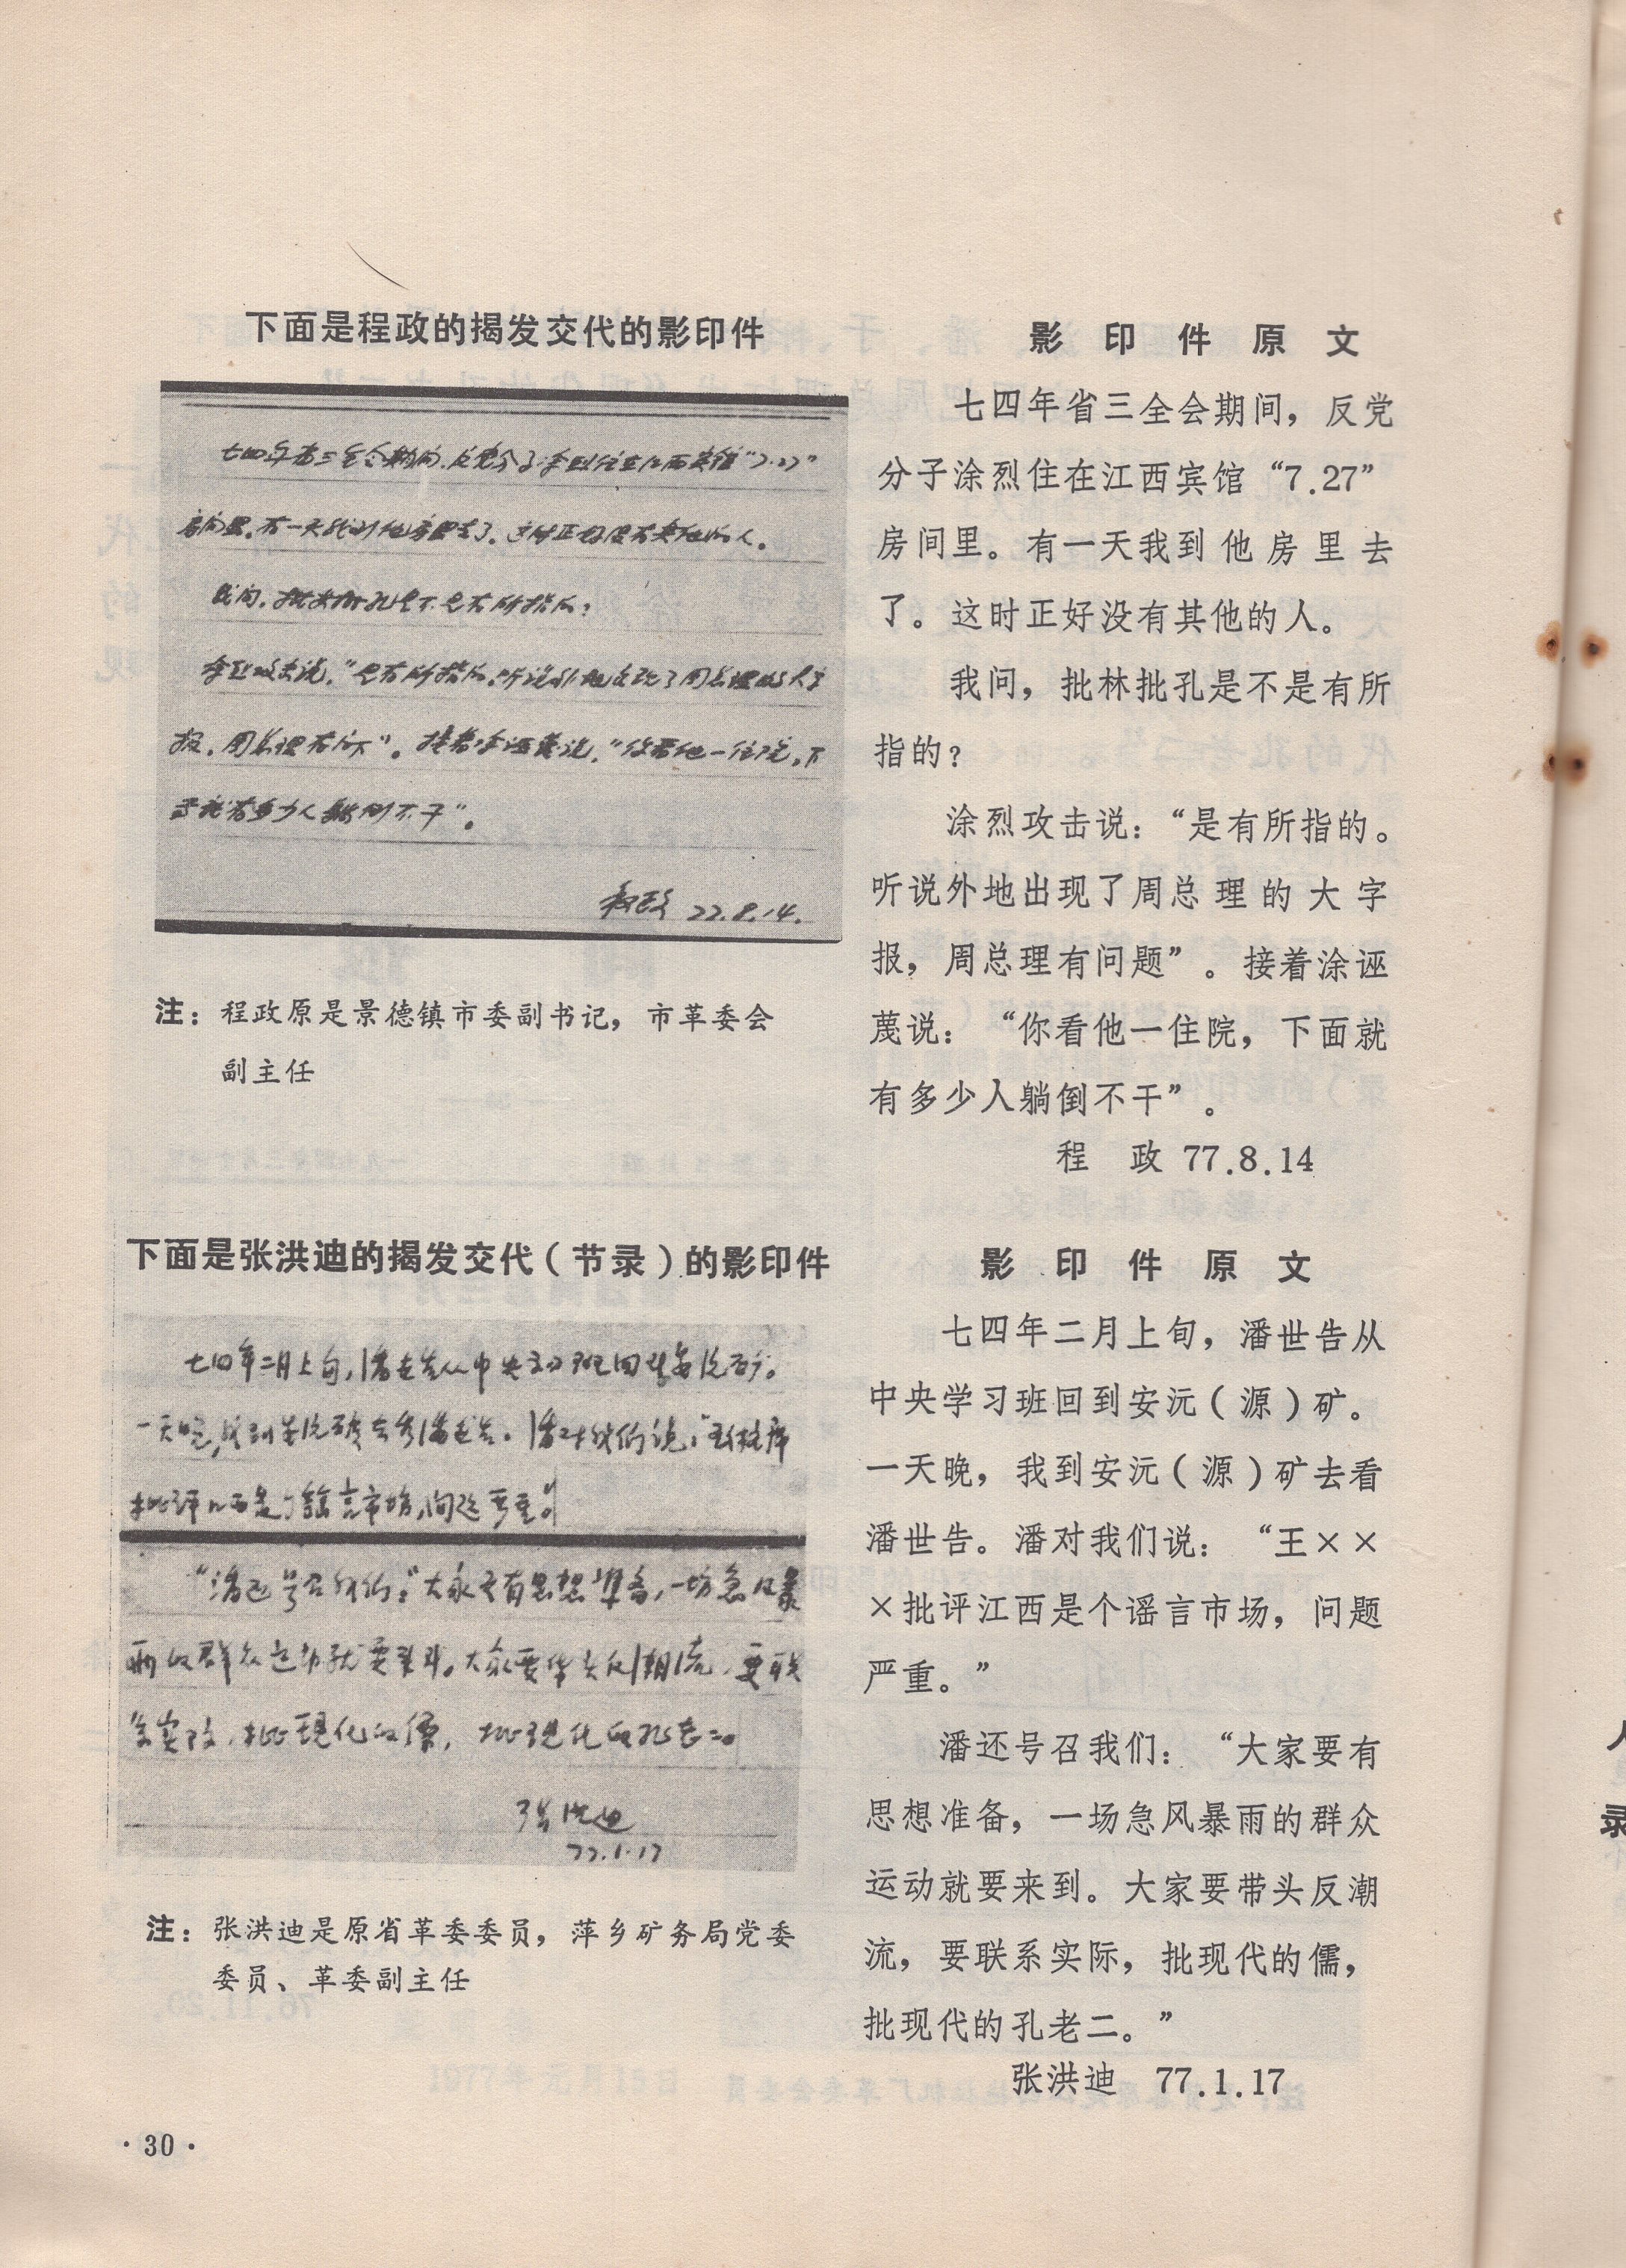 下面是程政的揭发交代的影印件
七四年省三全会期间，反党分子涂烈住在江西宾馆“7.27”
房间里。有一天我到他房里去了。这时正好没有其他的人。
我问，批林批孔是不是有所指的？
涂烈攻击说，“是有所指的。听说外地出现了周总理的大字
报，周总理有问题”。接着涂诬蔑说，“你看他一住院，下
面就有多少人躺倒不干”。
程政 77.8.14.
注：程政原是景德镇市委副书记，市革委会
副主任
影印件原文
七四年省三全会期间，反党
分子涂烈住在江西宾馆“7.27”
房间里。有一天我到他房里去
了。这时正好没有其他的人。
我问，批林批孔是不是有所
指的？
涂烈攻击说：“是有所指的。
听说外地出现了周总理的大字
报，周总理有问题”。接着涂诬
蔑说：“你看他一住院，下面就
有多少人躺倒不干”。
程 政 77.8.14
下面是张洪迪的揭发交代（节录）的影印件
七四年二月上旬，潘世告从中央学习班回到安沅矿。
一天晚，我到安沅矿去看潘世告。潘对我们说：“王
批评江西是个谣言市场，问题严重。”
“潘还号召我们：“大家要有思想准备，一场急风暴
雨的群众运动就要来到。大家要带头反潮流，要联
系实际，批现代的儒，批现代的孔老二。
张洪迪
77.1.17
注：张洪迪是原省革委委员，萍乡矿务局党委
委员、革委副主任
影印件原文
七四年二月上旬，潘世告从
中央学习班回到安沅（源）矿。
一天晚，我到安沅（源）矿去看
潘世告。潘对我们说：“王××
×批评江西是个谣言市场，问题
严重。”
潘还号召我们：“大家要有
思想准备，一场急风暴雨的群众
运动就要来到。大家要带头反潮
流，要联系实际，批现代的儒，
批现代的孔老二。”
张洪迪 77.1.17
·30·